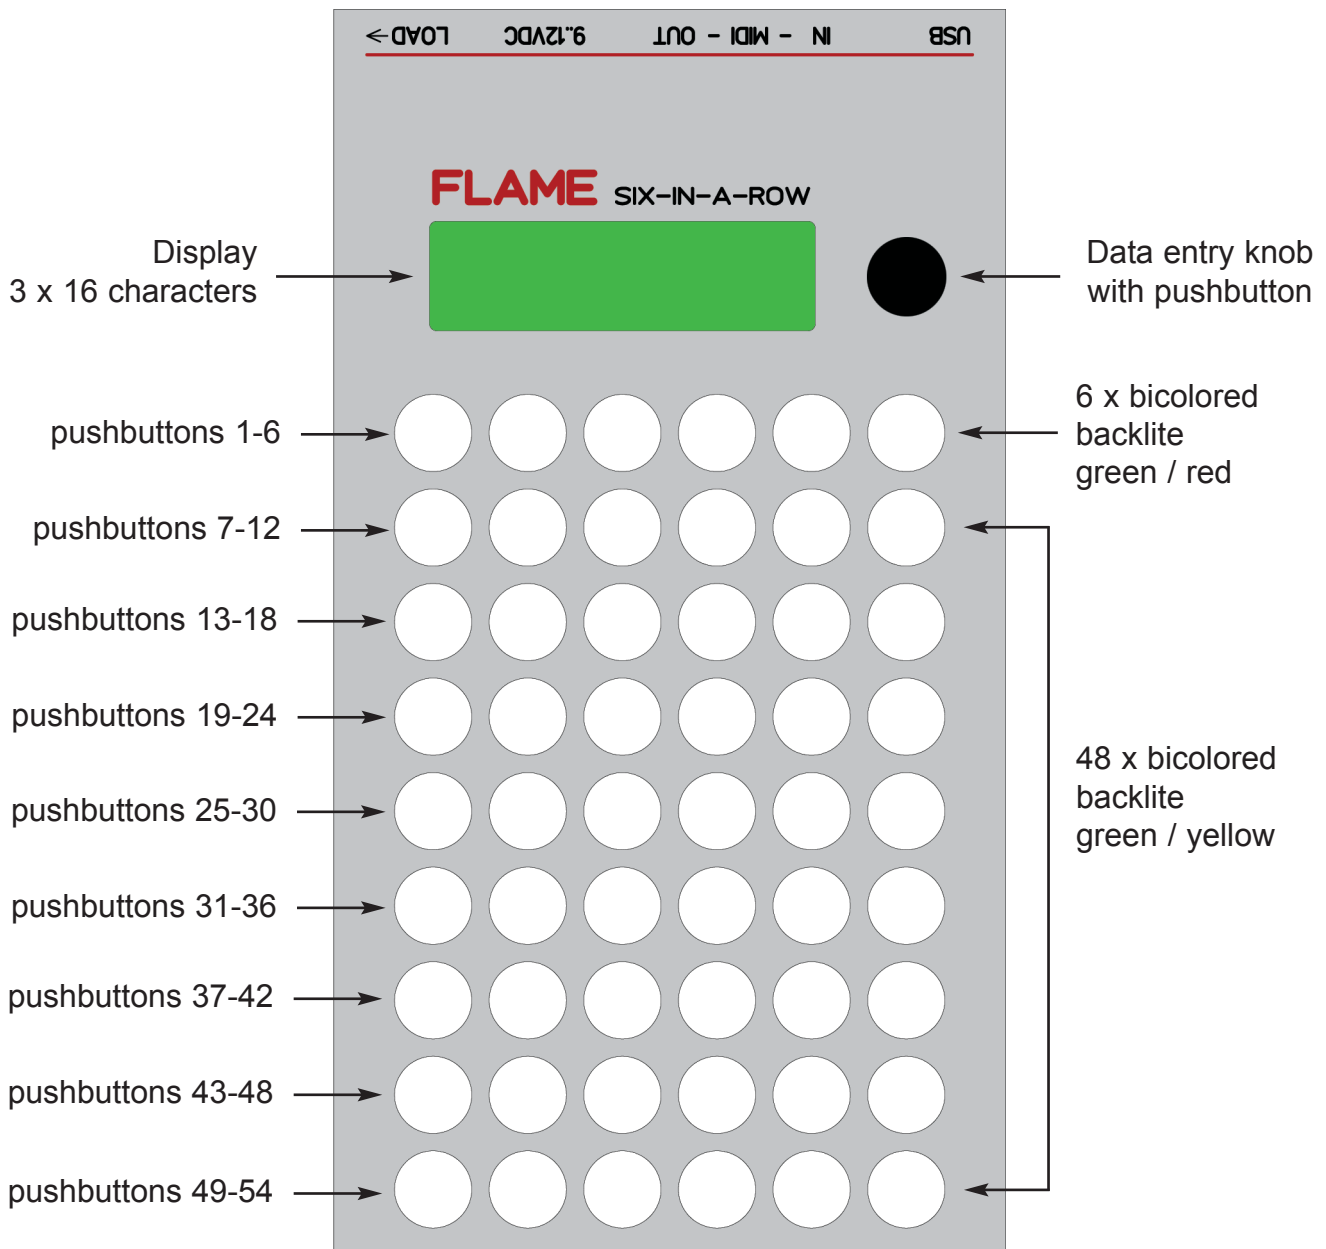 ←LOAD 9..12VDC OUT - MIDI - IN USB
FLAME SIX-IN-A-ROW
Display
3 x 16 characters
Data entry knob
with pushbutton
pushbuttons 1-6
6 x bicolored
backlite
green / red
pushbuttons 7-12
pushbuttons 13-18
pushbuttons 19-24
48 x bicolored
backlite
green / yellow
pushbuttons 25-30
pushbuttons 31-36
pushbuttons 37-42
pushbuttons 43-48
pushbuttons 49-54